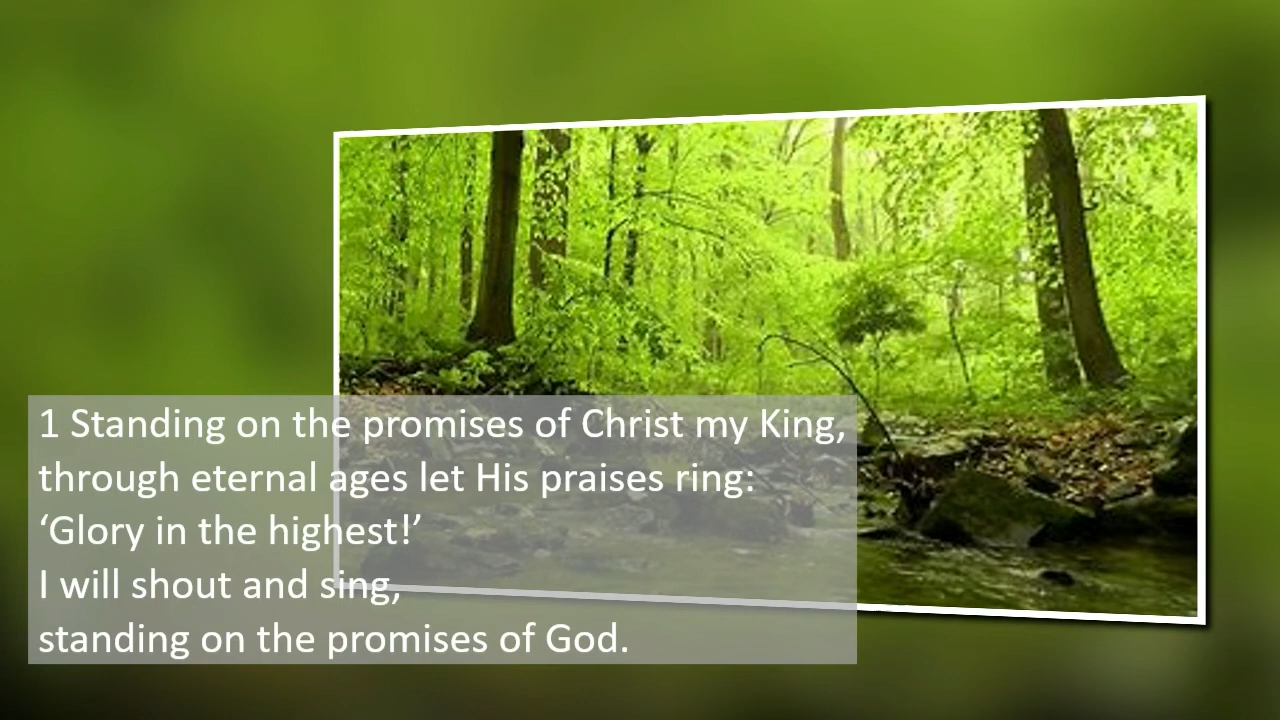 1 Standing on the promises of Christ my King,
through eternal ages let His praises ring:
‘Glory in the highest!’
I will shout and sing,
standing on the promises of God.